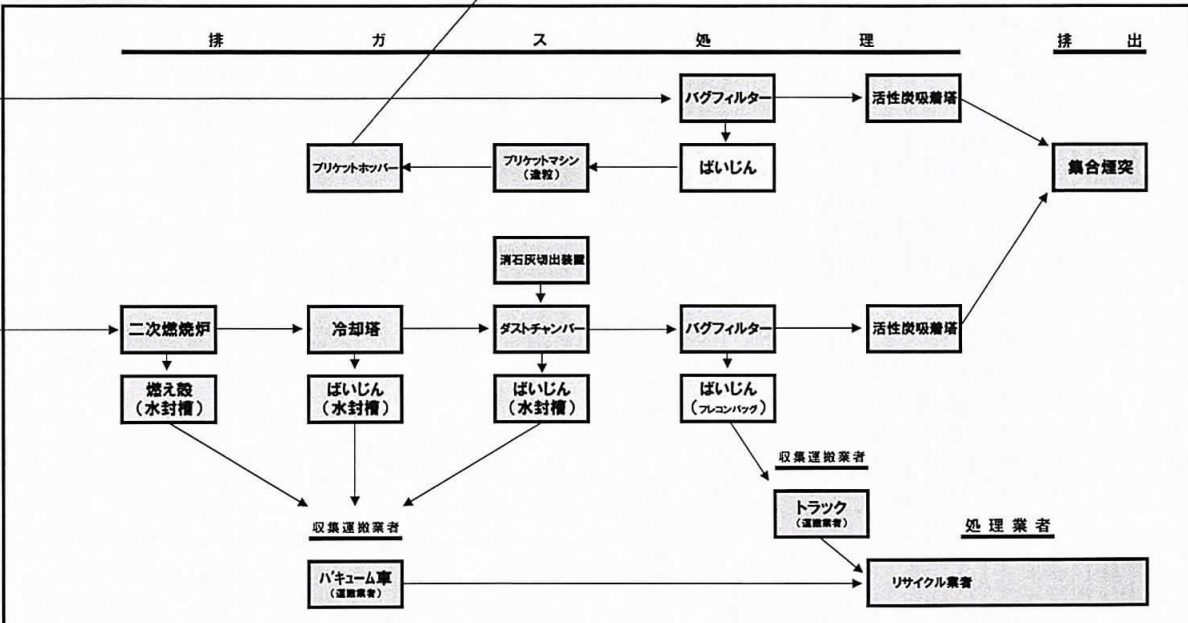 排ガス処理
排出
バグフィルター
活性炭吸着塔
ブリケットホッパー
ブリケットマシン
(造粒)
ばいじん
集合煙突
消石灰切出装置
二次燃焼炉
冷却塔
ダストチャンバー
バグフィルター
活性炭吸着塔
燃え殻
(水封槽)
ばいじん
(水封槽)
ばいじん
(水封槽)
ばいじん
(フレコンバッグ)
収集運搬業者
トラック
(運搬業者)
処理業者
収集運搬業者
バキューム車
(運搬業者)
リサイクル業者